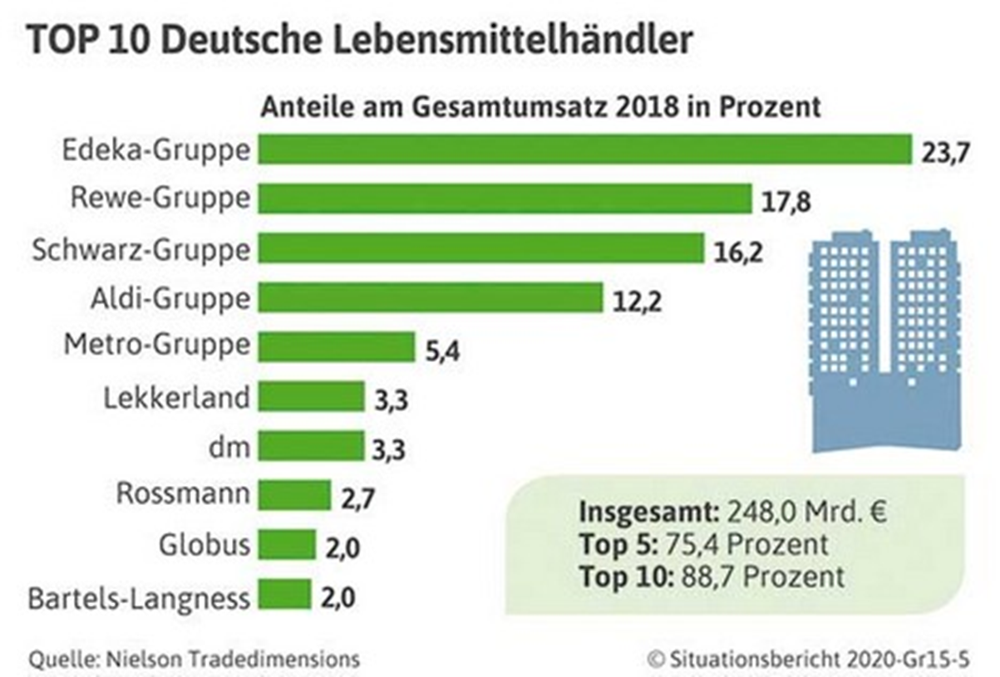 TOP 10 Deutsche Lebensmittelhändler
Anteile am Gesamtumsatz 2018 in Prozent
Edeka-Gruppe 23,7
Rewe-Gruppe 17,8
Schwarz-Gruppe 16,2
Aldi-Gruppe 12,2
Metro-Gruppe 5,4
Lekkerland 3,3
dm 3,3
Rossmann 2,7
Globus 2,0
Bartels-Langness 2,0
Insgesamt: 248,0 Mrd. €
Top 5: 75,4 Prozent
Top 10: 88,7 Prozent
Quelle: Nielson Tradedimensions
© Situationsbericht 2020-Gr15-5